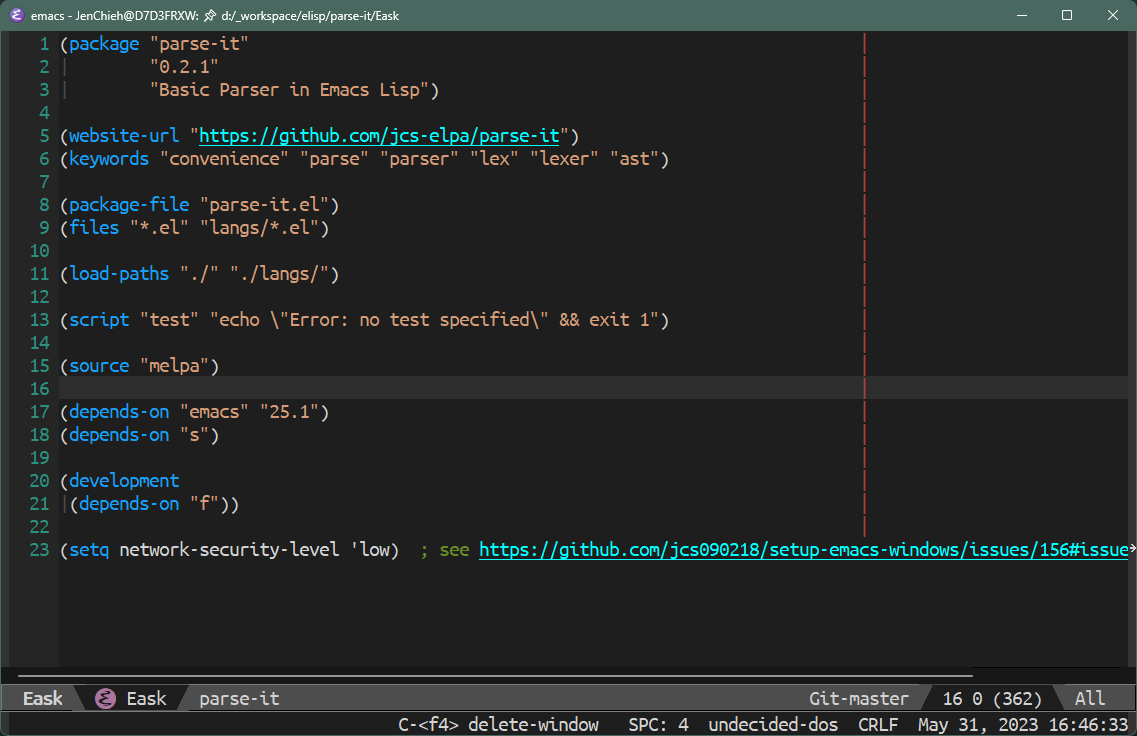 emacs - JenChieh@D7D3FRXW: d:/_workspace/elisp/parse-it/Eask
1 (package "parse-it"
2 "0.2.1"
3 "Basic Parser in Emacs Lisp")
4
5 (website-url "https://github.com/jcs-elpa/parse-it")
6 (keywords "convenience" "parse" "parser" "lex" "lexer" "ast")
7
8 (package-file "parse-it.el")
9 (files "*.el" "langs/*.el")
10
11 (load-paths "./" "./langs/")
12
13 (script "test" "echo \"Error: no test specified\" && exit 1")
14
15 (source "melpa")
16
17 (depends-on "emacs" "25.1")
18 (depends-on "s")
19
20 (development
21 (depends-on "f"))
22
23 (setq network-security-level 'low) ; see https://github.com/jcs090218/setup-emacs-windows/issues/156#issue
Eask Eask parse-it Git-master 16 0 (362) All
C-<f4> delete-window SPC: 4 undecided-dos CRLF May 31, 2023 16:46:33